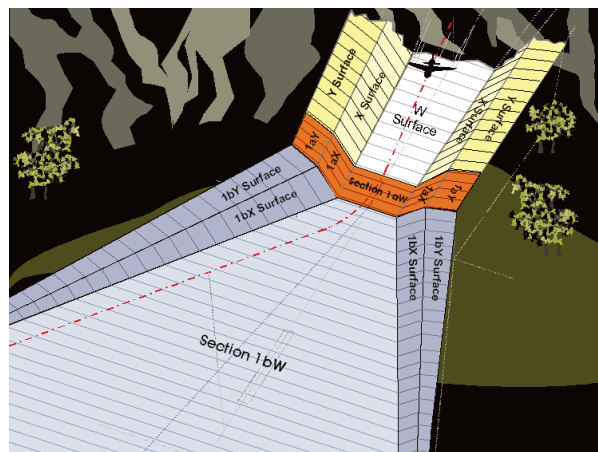 Y Surface
X Surface
W
Surface
X Surface
Y Surface
1aY
1aX
section 1aW
1aX
1aY
1bY Surface
1bX Surface
1bX Surface
1bY Surface
Section 1bW